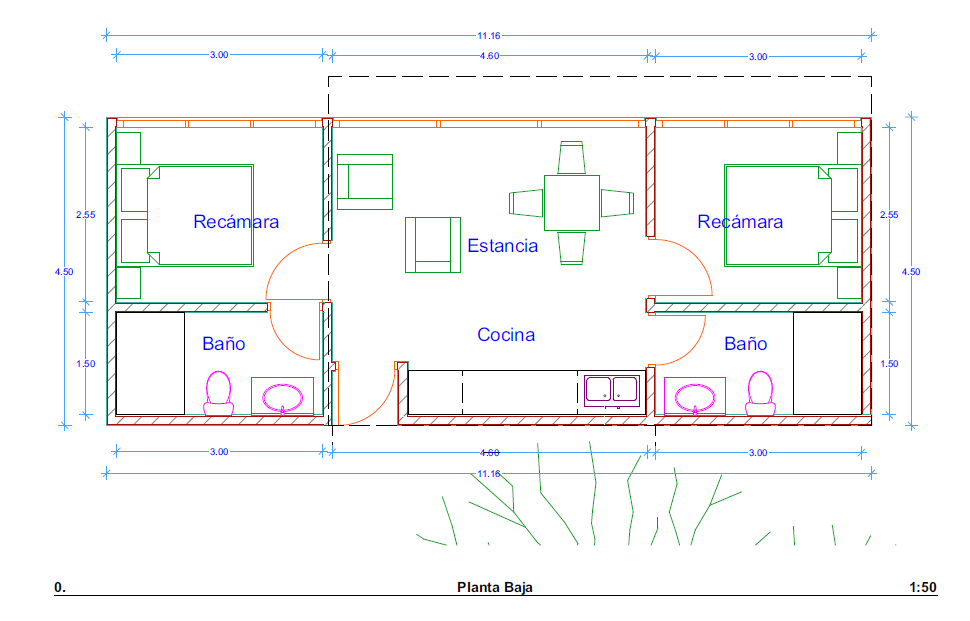 11.16
3.00
4.60
3.00
2.55
Recámara
Recámara
2.55
Estancia
4.50
4.50
Cocina
Baño
Baño
1.50
1.50
3.00
4.60
3.00
11.16
0.
Planta Baja
1:50